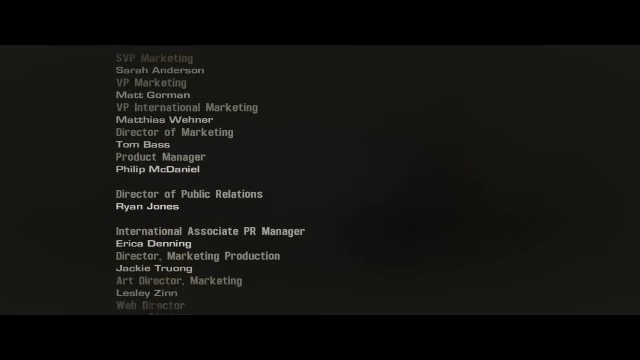 SVP Marketing
Sarah Anderson
VP Marketing
Matt Gorman
VP International Marketing
Matthias Wehner
Director of Marketing
Tom Bass
Product Manager
Philip McDaniel
Director of Public Relations
Ryan Jones
International Associate PR Manager
Erica Denning
Director, Marketing Production
Jackie Truong
Art Director, Marketing
Lesley Zinn
Web Director